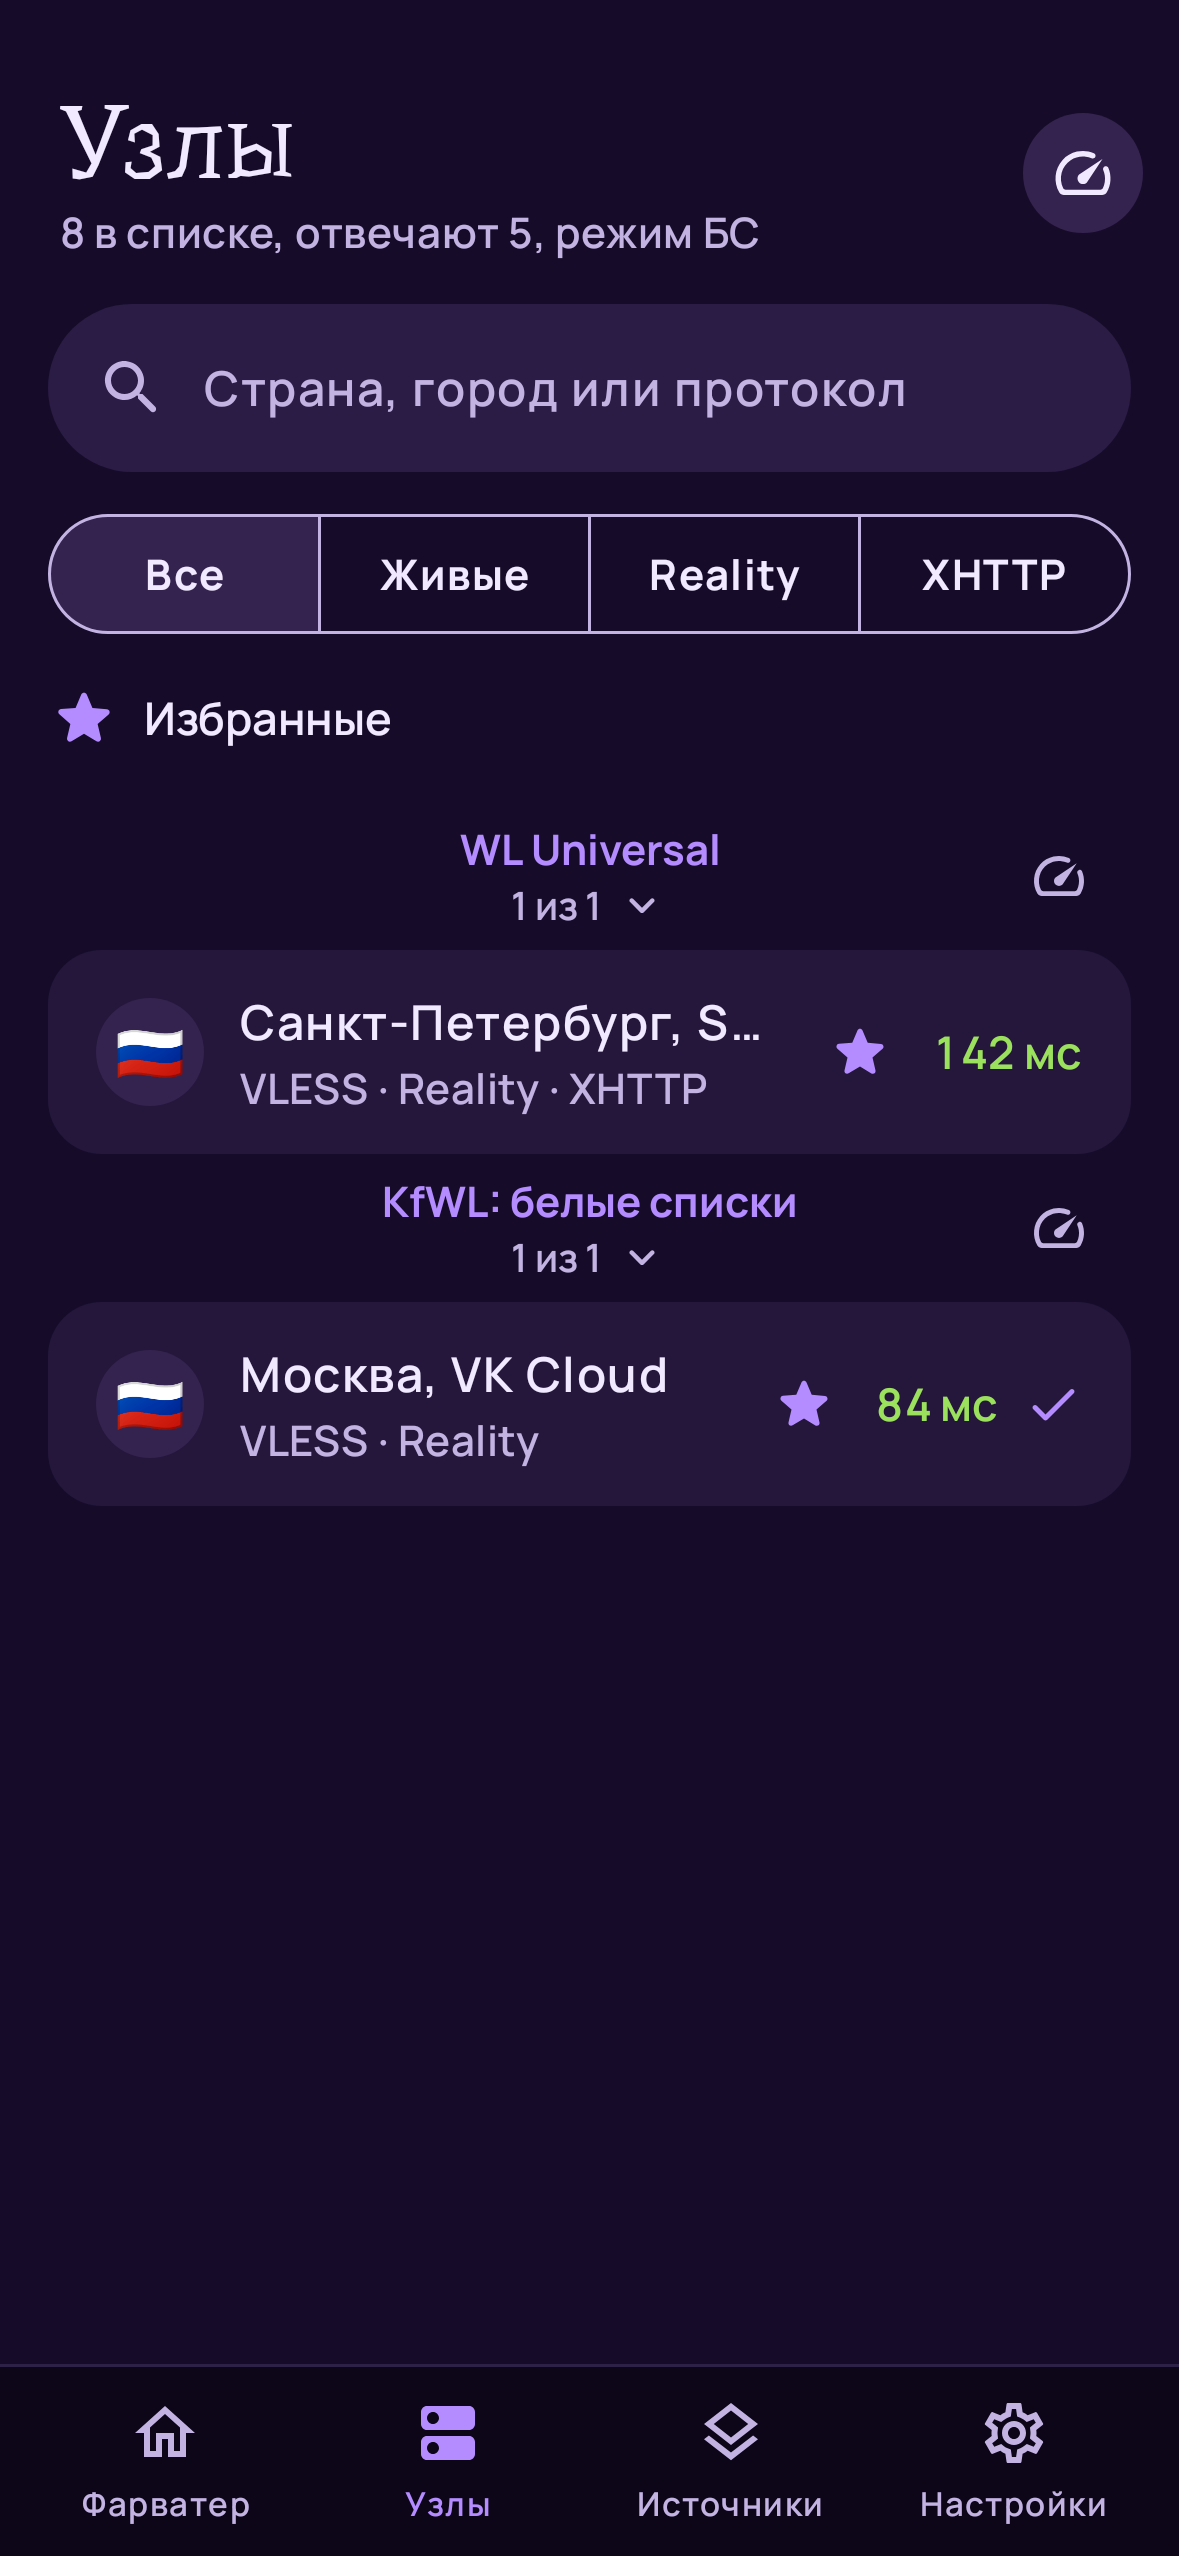 Узлы
8 в списке, отвечают 5, режим БС
Страна, город или протокол
Все
Живые
Reality
XHTTP
Избранные
WL Universal
1 из 1
Санкт-Петербург, S...
142 мс
VLESS · Reality · XHTTP
KfWL: белые списки
1 из 1
Москва, VK Cloud
84 мс
VLESS · Reality
Фарватер
Узлы
Источники
Настройки